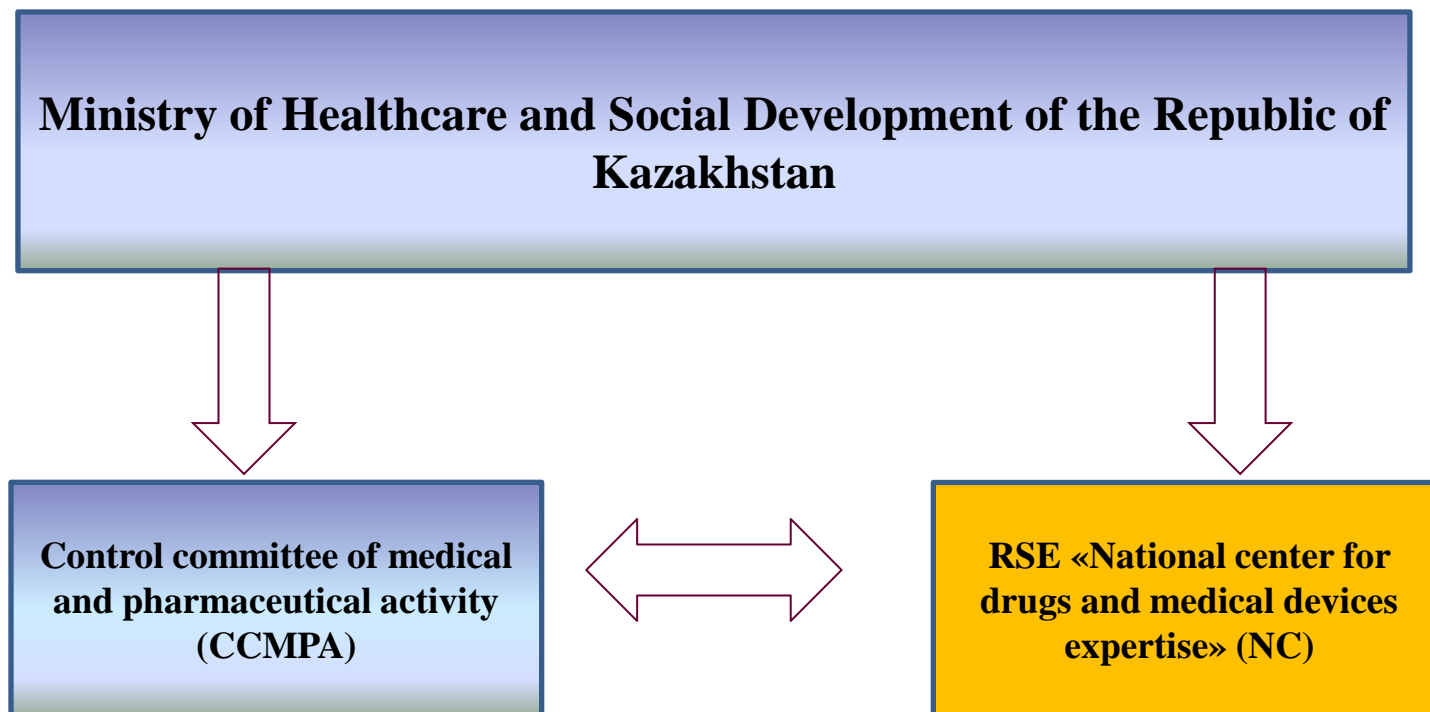 Ministry of Healthcare and Social Development of the Republic of
Kazakhstan
Control committee of medical
and pharmaceutical activity
(CCMPA)
RSE «National center for
drugs and medical devices
expertise» (NC)